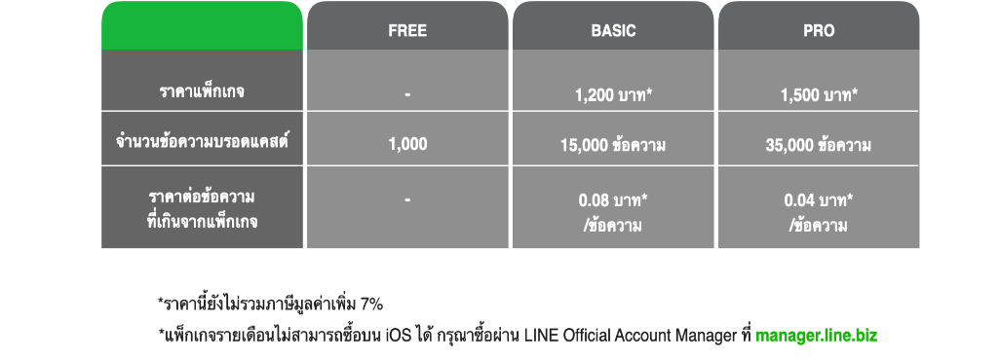 FREE BASIC PRO
ราคาแพ็กเกจ - 1,200 บาท* 1,500 บาท*
จำนวนข้อความบรอดแคสต์ 1,000 15,000 ข้อความ 35,000 ข้อความ
ราคาต่อข้อความ - 0.08 บาท* 0.04 บาท*
ที่เกินจากแพ็กเกจ /ข้อความ /ข้อความ
*ราคานี้ยังไม่รวมภาษีมูลค่าเพิ่ม 7%
*แพ็กเกจรายเดือนไม่สามารถซื้อบน iOS ได้ กรุณาซื้อผ่าน LINE Official Account Manager ที่ manager.line.biz